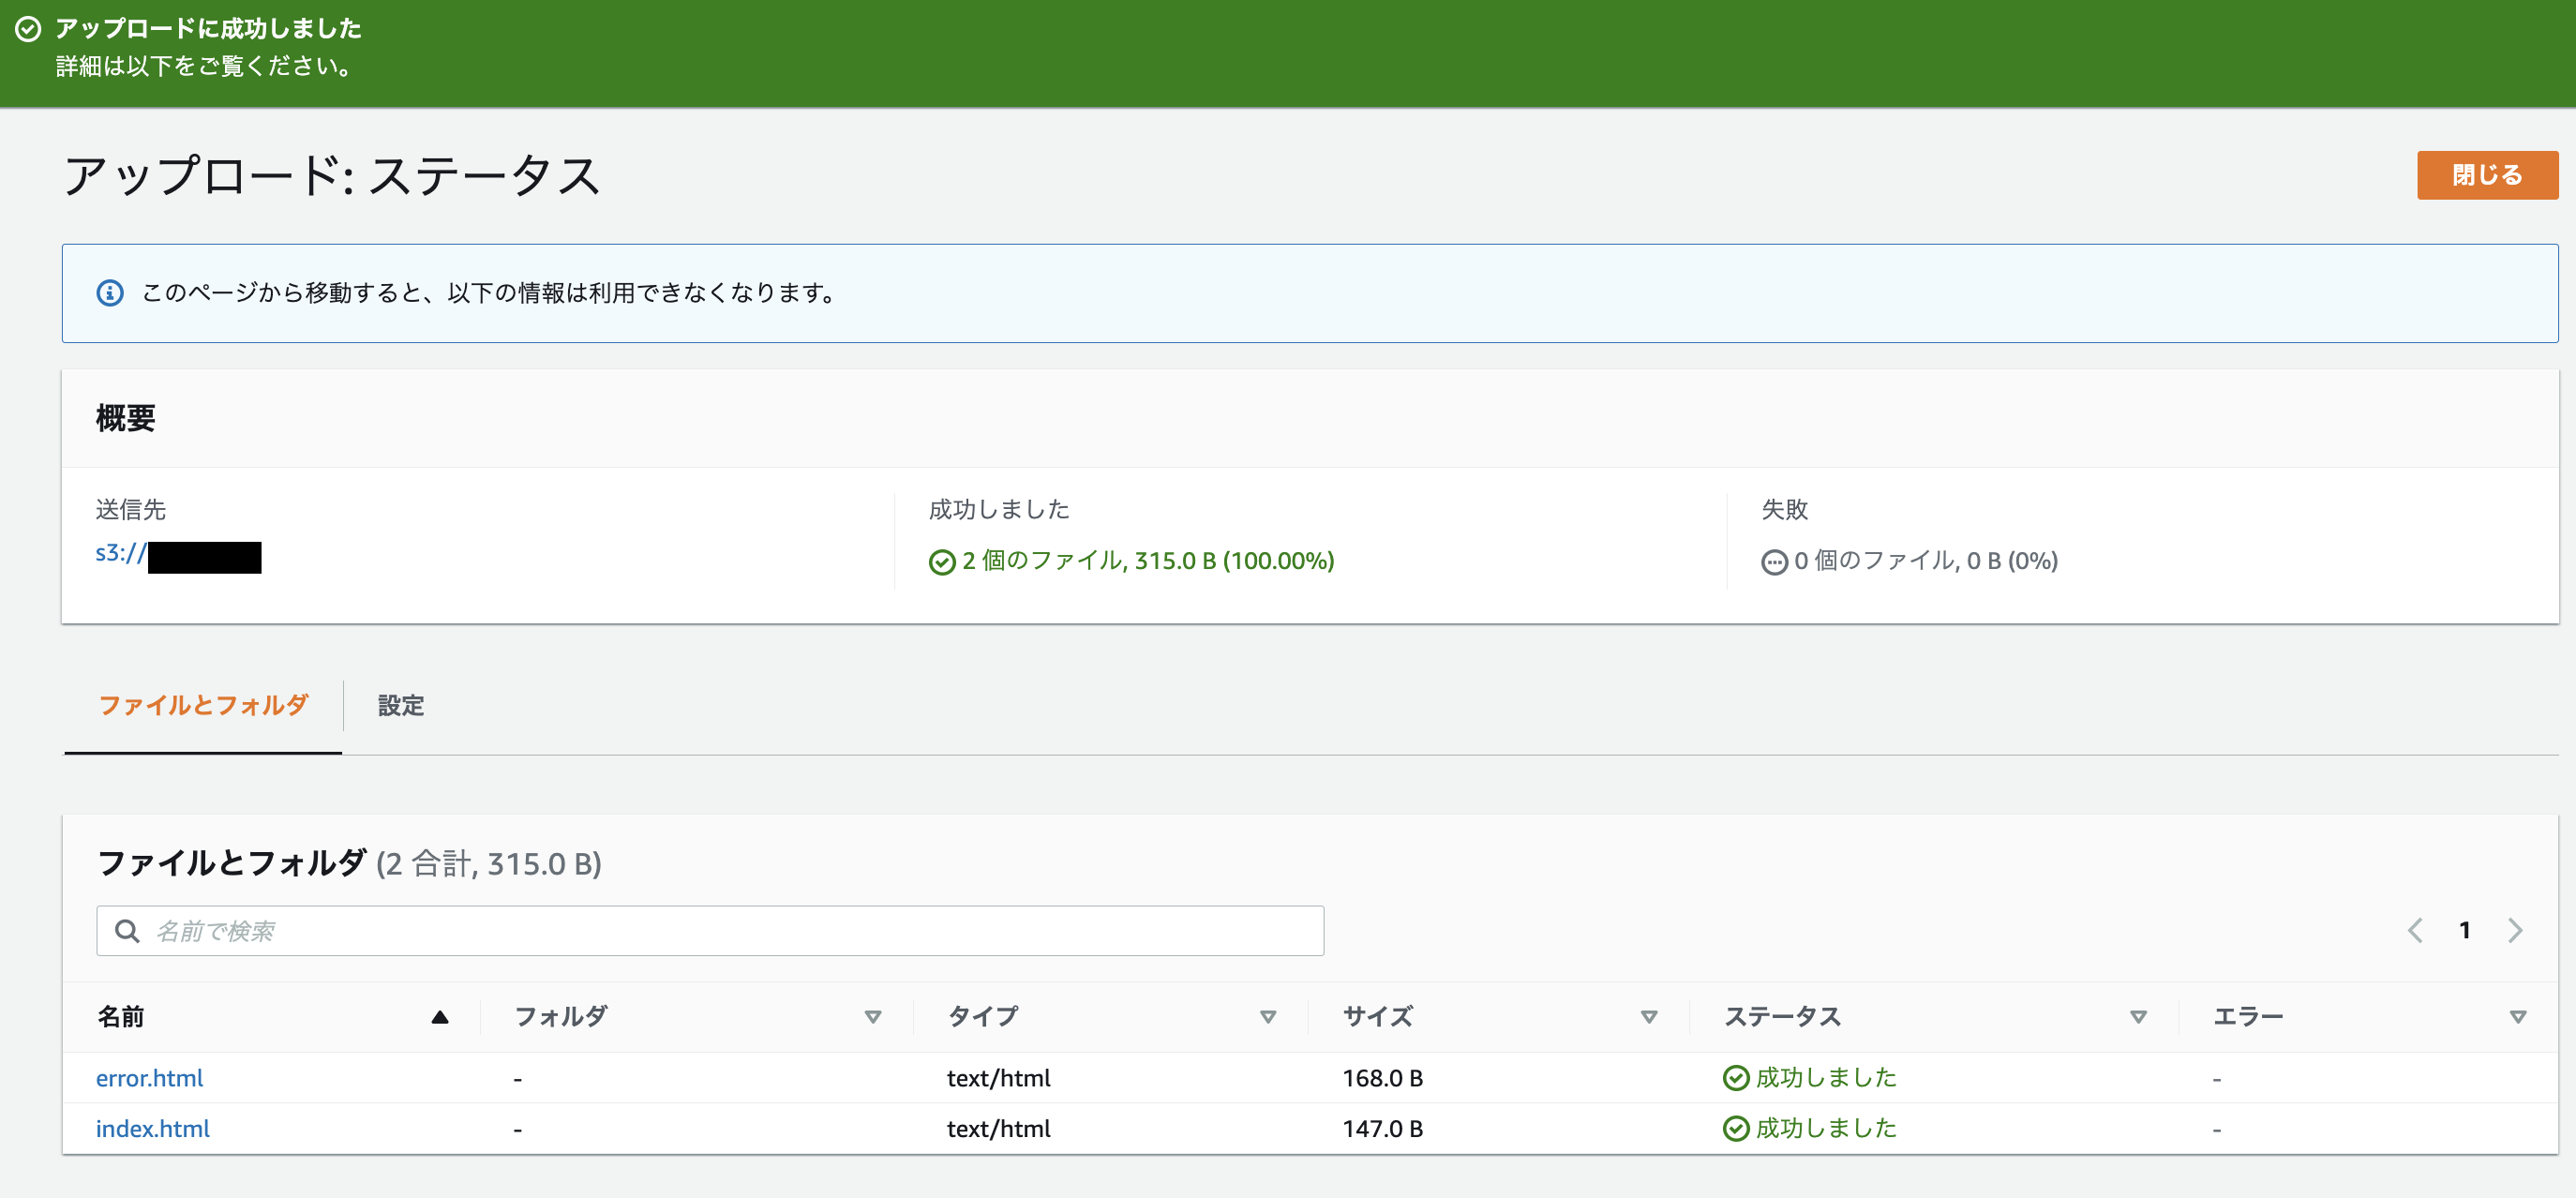 アップロードに成功しました
詳細は以下をご覧ください。
アップロード: ステータス
閉じる
このページから移動すると、以下の情報は利用できなくなります。
概要
送信先
s3://
成功しました
2 個のファイル, 315.0 B (100.00%)
失敗
0 個のファイル, 0 B (0%)
ファイルとフォルダ
設定
ファイルとフォルダ (2 合計, 315.0 B)
名前で検索
1
名前 フォルダ タイプ サイズ ステータス エラー
error.html - text/html 168.0 B 成功しました -
index.html - text/html 147.0 B 成功しました -